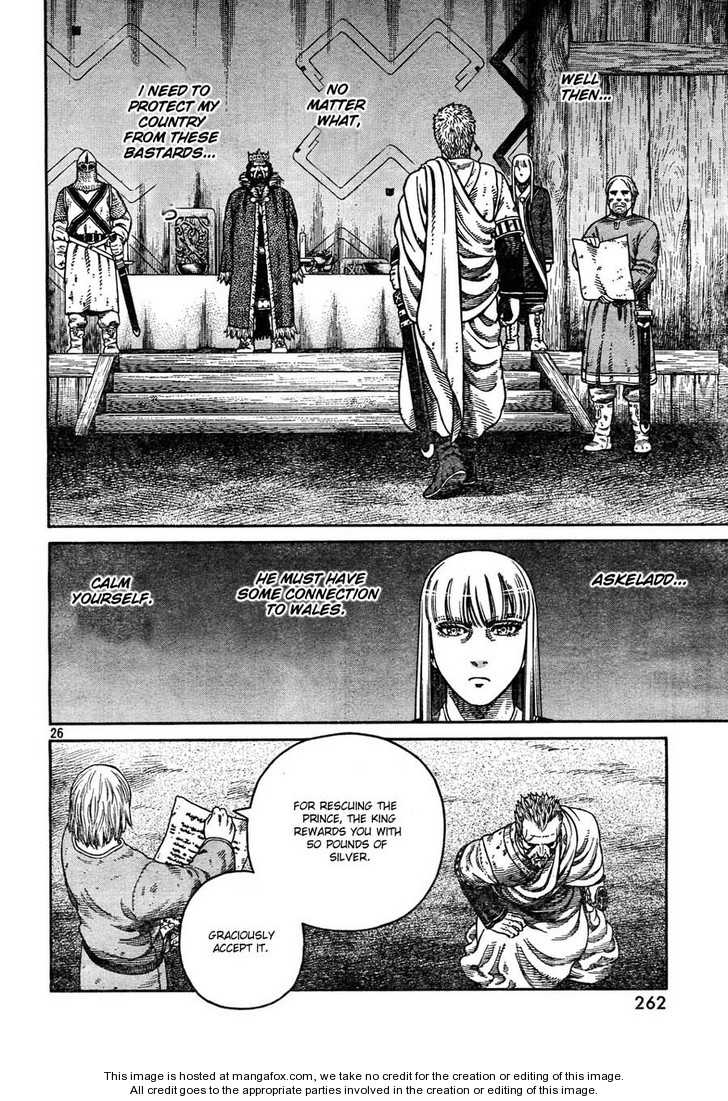 WELL
THEN...
NO
MATTER
WHAT,
I NEED TO
PROTECT MY
COUNTRY
FROM THESE
BASTARDS...
ASKELADD...
HE MUST HAVE
SOME CONNECTION
TO WALES.
CALM
YOURSELF.
26
FOR RESCUING THE
PRINCE, THE KING
REWARDS YOU WITH
50 POUNDS OF
SILVER.
GRACIOUSLY
ACCEPT IT.
262
This image is hosted at mangafox.com, we take no credit for the creation or editing of this image.
All credit goes to the appropriate parties involved in the creation or editing of this image.